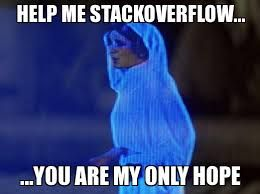 HELP ME STACKOVERFLOW...
...YOU ARE MY ONLY HOPE